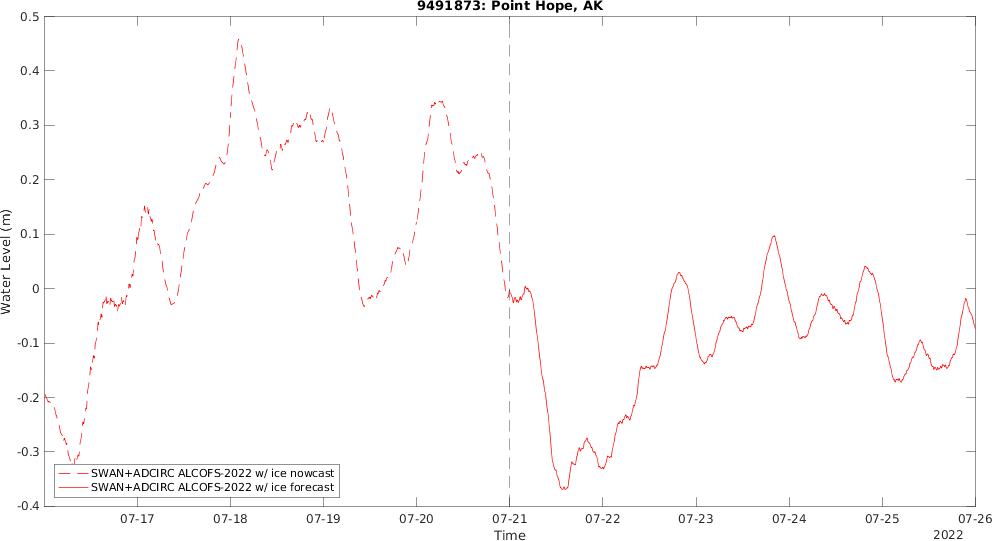 9491873: Point Hope, AK
0.5
0.4
0.3
0.2
0.1
0
-0.1
-0.2
-0.3
-0.4
Water Level (m)
SWAN+ADCIRC ALCOFS-2022 w/ ice nowcast
SWAN+ADCIRC ALCOFS-2022 w/ ice forecast
07-17 07-18 07-19 07-20 07-21 07-22 07-23 07-24 07-25 07-26
Time
2022